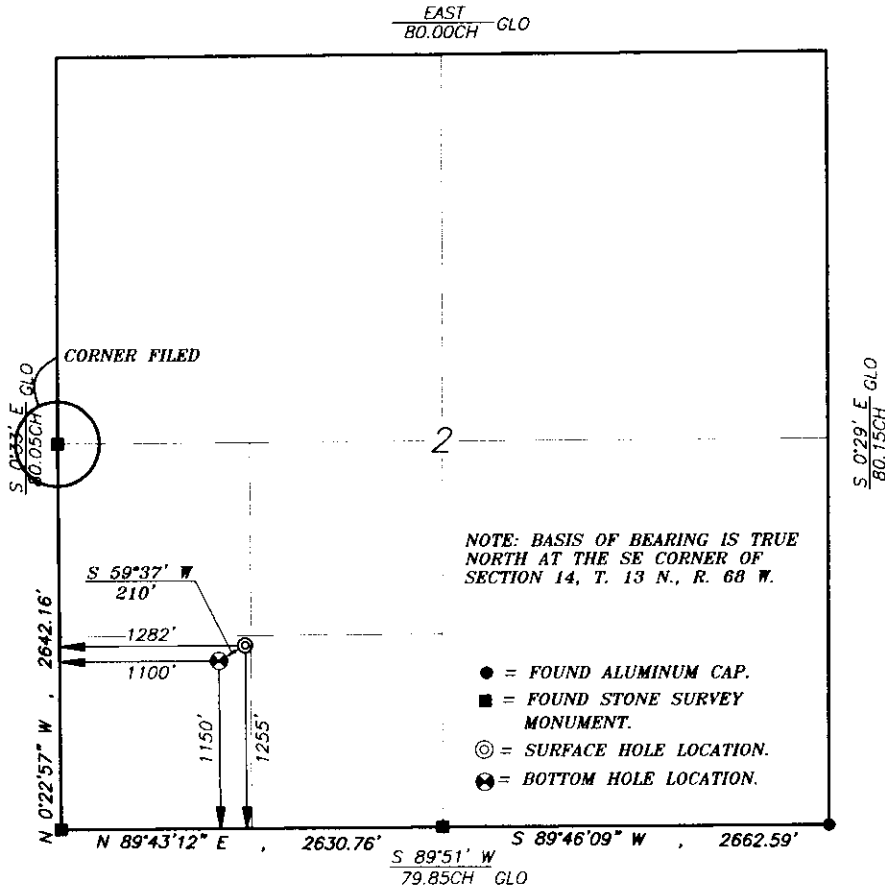 EAST
80.00CH GLO
CORNER FILED
S 0°33' E GLO
80.05CH
2
S 0°29' E GLO
80.15CH
NOTE: BASIS OF BEARING IS TRUE
NORTH AT THE SE CORNER OF
SECTION 14, T. 13 N., R. 68 W.
S 59°37' W
210'
1282'
1100'
1150'
1255'
N 0°22'57" W , 2642.16'
● = FOUND ALUMINUM CAP.
■ = FOUND STONE SURVEY
MONUMENT.
◎ = SURFACE HOLE LOCATION.
= BOTTOM HOLE LOCATION.
N 89°43'12" E , 2630.76'
S 89°46'09" W , 2662.59'
S 89°51' W
79.85CH GLO